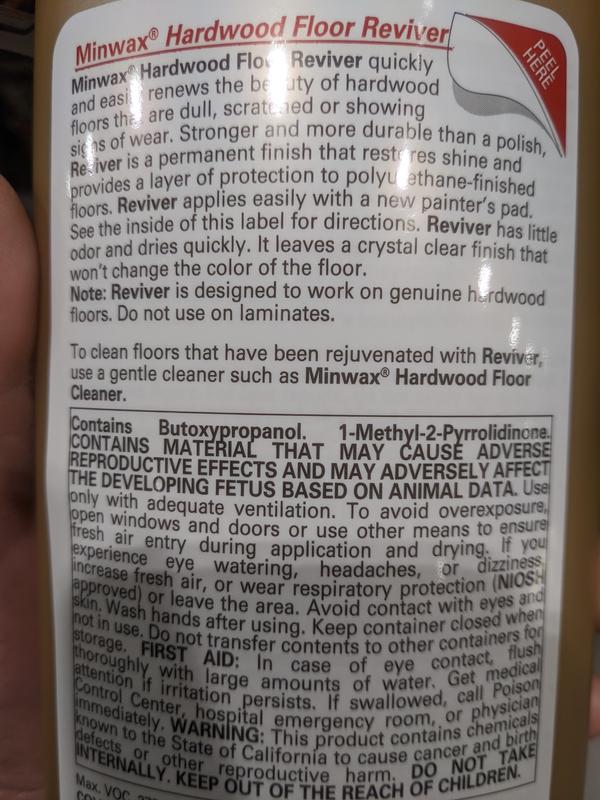 Minwax® Hardwood Floor Reviver
PEEL
HERE
Minwax® Hardwood Floor Reviver quickly
and easily renews the beauty of hardwood
floors that are dull, scratched or showing
signs of wear. Stronger and more durable than a polish,
Reviver is a permanent finish that restores shine and
provides a layer of protection to polyurethane-finished
floors. Reviver applies easily with a new painter's pad.
See the inside of this label for directions. Reviver has little
odor and dries quickly. It leaves a crystal clear finish that
won't change the color of the floor.
Note: Reviver is designed to work on genuine hardwood
floors. Do not use on laminates.
To clean floors that have been rejuvenated with Reviver,
use a gentle cleaner such as Minwax® Hardwood Floor
Cleaner.
Contains Butoxypropanol. 1-Methyl-2-Pyrrolidinone.
CONTAINS MATERIAL THAT MAY CAUSE ADVERSE
REPRODUCTIVE EFFECTS AND MAY ADVERSELY AFFECT
THE DEVELOPING FETUS BASED ON ANIMAL DATA. Use
only with adequate ventilation. To avoid overexposure,
open windows and doors or use other means to ensure
fresh air entry during application and drying. If you
experience eye watering, headaches, or dizziness,
increase fresh air, or wear respiratory protection (NIOSH
approved) or leave the area. Avoid contact with eyes and
skin. Wash hands after using. Keep container closed when
not in use. Do not transfer contents to other containers for
storage. FIRST AID: In case of eye contact, flush
thoroughly with large amounts of water. Get medical
attention if irritation persists. If swallowed, call Poison
Control Center, hospital emergency room, or physician
immediately. WARNING: This product contains chemicals
known to the State of California to cause cancer and birth
defects or other reproductive harm. DO NOT TAKE
INTERNALLY. KEEP OUT OF THE REACH OF CHILDREN.
Max. VOC